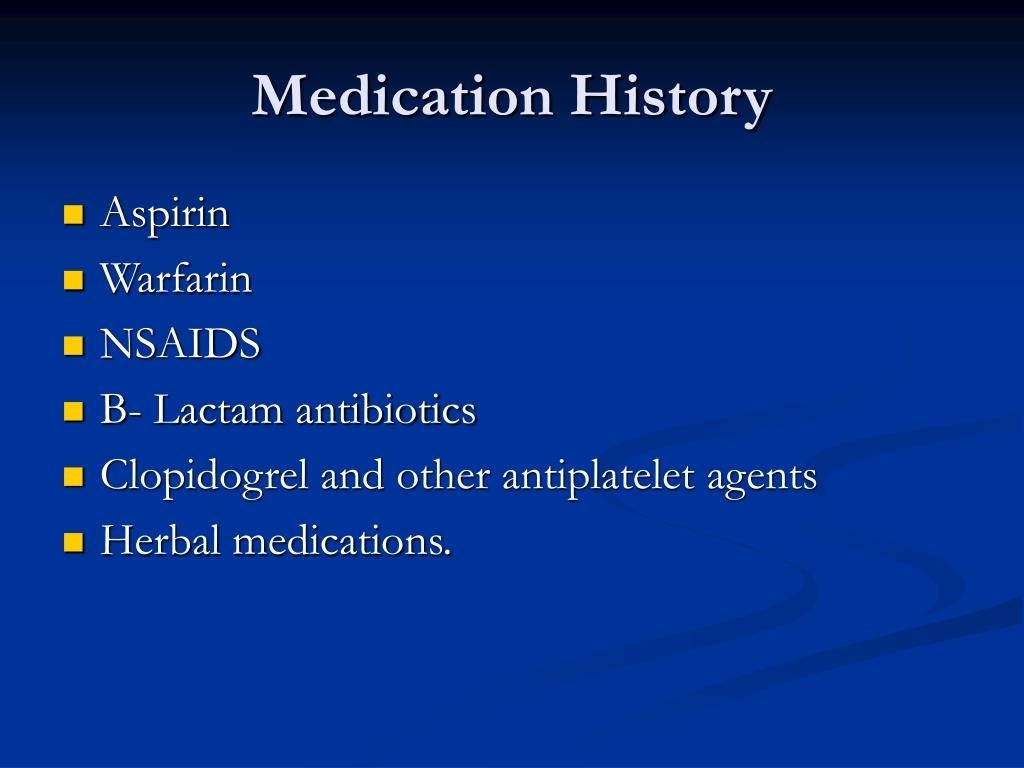 Medication History
Aspirin
Warfarin
NSAIDS
B- Lactam antibiotics
Clopidogrel and other antiplatelet agents
Herbal medications.